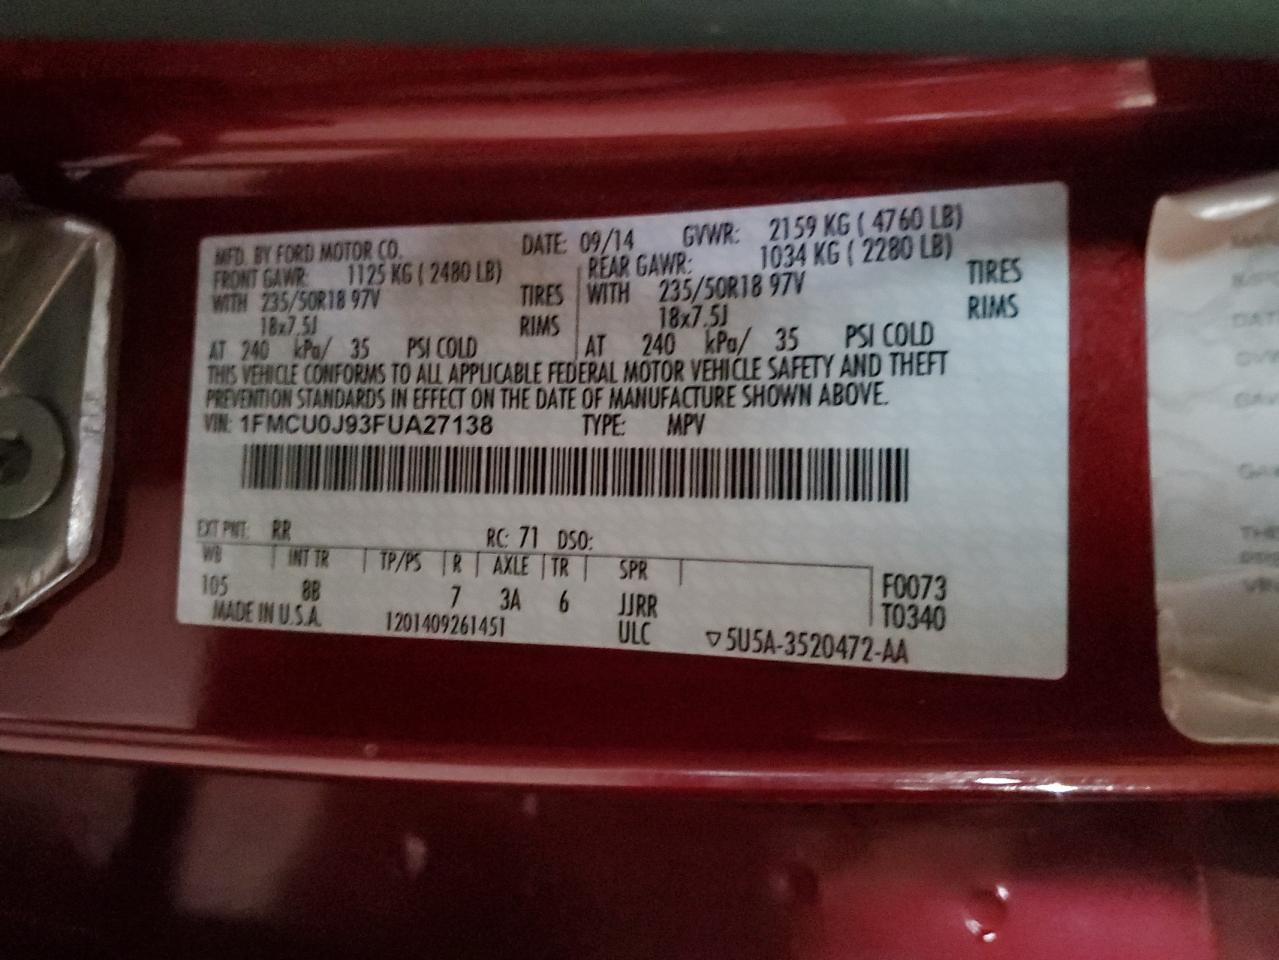 MFD. BY FORD MOTOR CO. DATE: 09/14 GVWR: 2159 KG ( 4760 LB)
FRONT GAWR: 1125 KG ( 2480 LB) REAR GAWR: 1034 KG ( 2280 LB)
WITH 235/50R18 97V TIRES WITH 235/50R18 97V TIRES
18x7.5J RIMS 18x7.5J RIMS
AT 240 kPa/ 35 PSI COLD AT 240 kPa/ 35 PSI COLD
THIS VEHICLE CONFORMS TO ALL APPLICABLE FEDERAL MOTOR VEHICLE SAFETY AND THEFT
PREVENTION STANDARDS IN EFFECT ON THE DATE OF MANUFACTURE SHOWN ABOVE.
VIN: 1FMCU0J93FUA27138 TYPE: MPV
EXT PNT: RR RC: 71 DSO:
WB INT TR TP/PS R AXLE TR SPR
105 8B 7 3A 6 JJRR F0073
MADE IN U.S.A. 1201409261451 ULC T0340
▽5U5A-3520472-AA